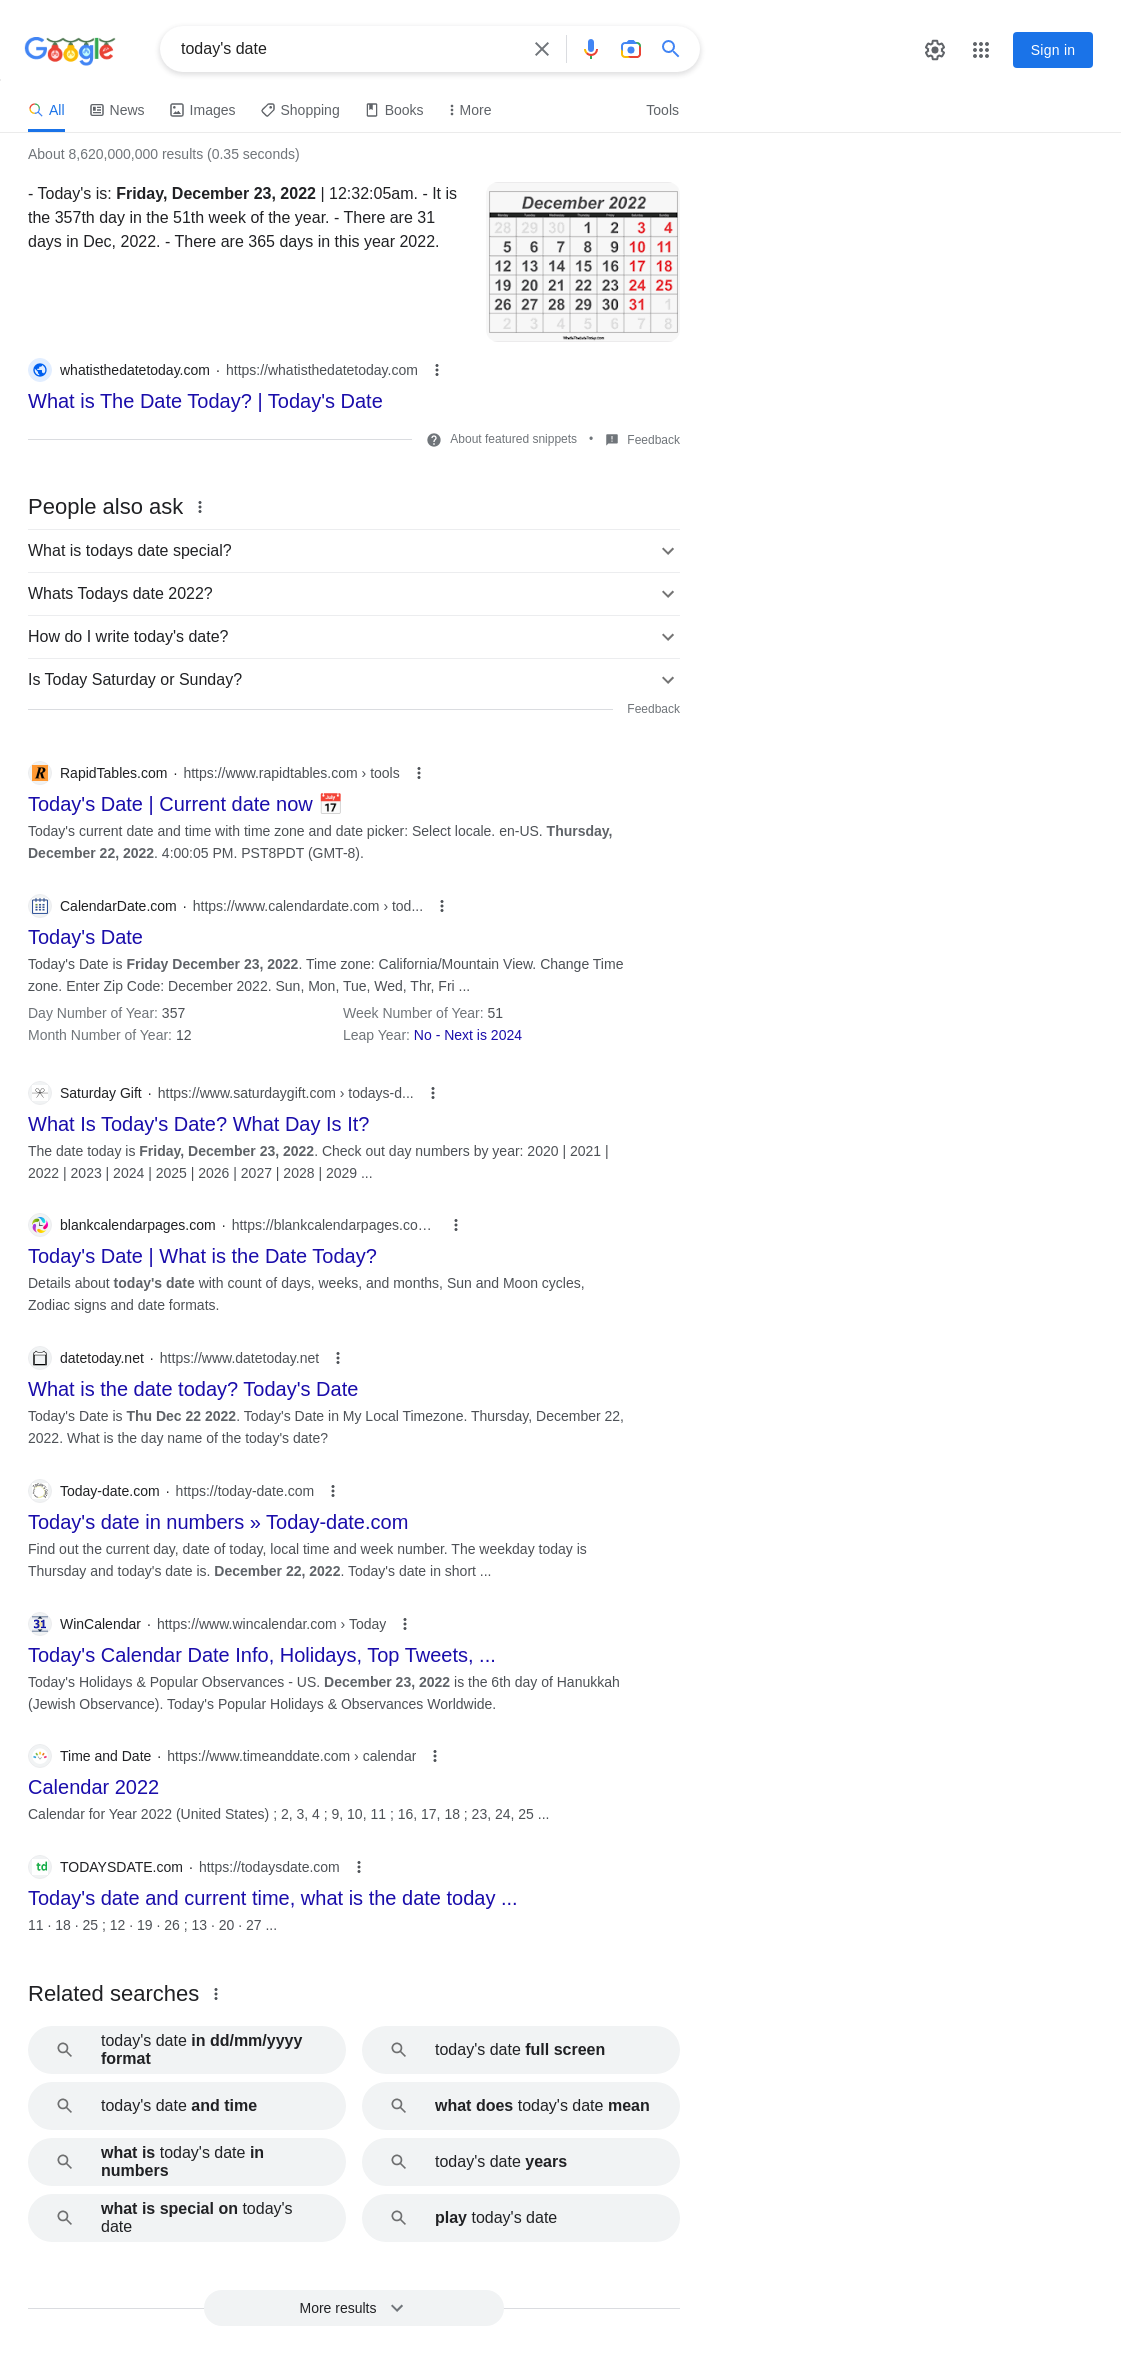 Google
today's date
Sign in
All
News
Images
Shopping
Books
More
Tools
About 8,620,000,000 results (0.35 seconds)
- Today's is: Friday, December 23, 2022 | 12:32:05am. - It is
the 357th day in the 51th week of the year. - There are 31
days in Dec, 2022. - There are 365 days in this year 2022.
December 2022
Monday Tuesday Wednesday Thursday Friday Saturday Sunday
28 29 30 1 2 3 4
5 6 7 8 9 10 11
12 13 14 15 16 17 18
19 20 21 22 23 24 25
26 27 28 29 30 31 1
2 3 4 5 6 7 8
WhatIsTheDateToday.Com
whatisthedatetoday.com · https://whatisthedatetoday.com
What is The Date Today? | Today's Date
About featured snippets • Feedback
People also ask
What is todays date special?
Whats Todays date 2022?
How do I write today's date?
Is Today Saturday or Sunday?
Feedback
R
RapidTables.com · https://www.rapidtables.com › tools
Today's Date | Current date now 📅
Today's current date and time with time zone and date picker: Select locale. en-US. Thursday,
December 22, 2022. 4:00:05 PM. PST8PDT (GMT-8).
CalendarDate.com · https://www.calendardate.com › tod...
Today's Date
Today's Date is Friday December 23, 2022. Time zone: California/Mountain View. Change Time
zone. Enter Zip Code: December 2022. Sun, Mon, Tue, Wed, Thr, Fri ...
Day Number of Year: 357 Week Number of Year: 51
Month Number of Year: 12 Leap Year: No - Next is 2024
Saturday Gift · https://www.saturdaygift.com › todays-d...
What Is Today's Date? What Day Is It?
The date today is Friday, December 23, 2022. Check out day numbers by year: 2020 | 2021 |
2022 | 2023 | 2024 | 2025 | 2026 | 2027 | 2028 | 2029 ...
blankcalendarpages.com · https://blankcalendarpages.co…
Today's Date | What is the Date Today?
Details about today's date with count of days, weeks, and months, Sun and Moon cycles,
Zodiac signs and date formats.
datetoday.net · https://www.datetoday.net
What is the date today? Today's Date
Today's Date is Thu Dec 22 2022. Today's Date in My Local Timezone. Thursday, December 22,
2022. What is the day name of the today's date?
Today-date.com · https://today-date.com
Today's date in numbers » Today-date.com
Find out the current day, date of today, local time and week number. The weekday today is
Thursday and today's date is. December 22, 2022. Today's date in short ...
31
WinCalendar · https://www.wincalendar.com › Today
Today's Calendar Date Info, Holidays, Top Tweets, ...
Today's Holidays & Popular Observances - US. December 23, 2022 is the 6th day of Hanukkah
(Jewish Observance). Today's Popular Holidays & Observances Worldwide.
Time and Date · https://www.timeanddate.com › calendar
Calendar 2022
Calendar for Year 2022 (United States) ; 2, 3, 4 ; 9, 10, 11 ; 16, 17, 18 ; 23, 24, 25 ...
td
TODAYSDATE.com · https://todaysdate.com
Today's date and current time, what is the date today ...
11 · 18 · 25 ; 12 · 19 · 26 ; 13 · 20 · 27 ...
Related searches
today's date in dd/mm/yyyy
format
today's date full screen
today's date and time
what does today's date mean
what is today's date in
numbers
today's date years
what is special on today's
date
play today's date
More results